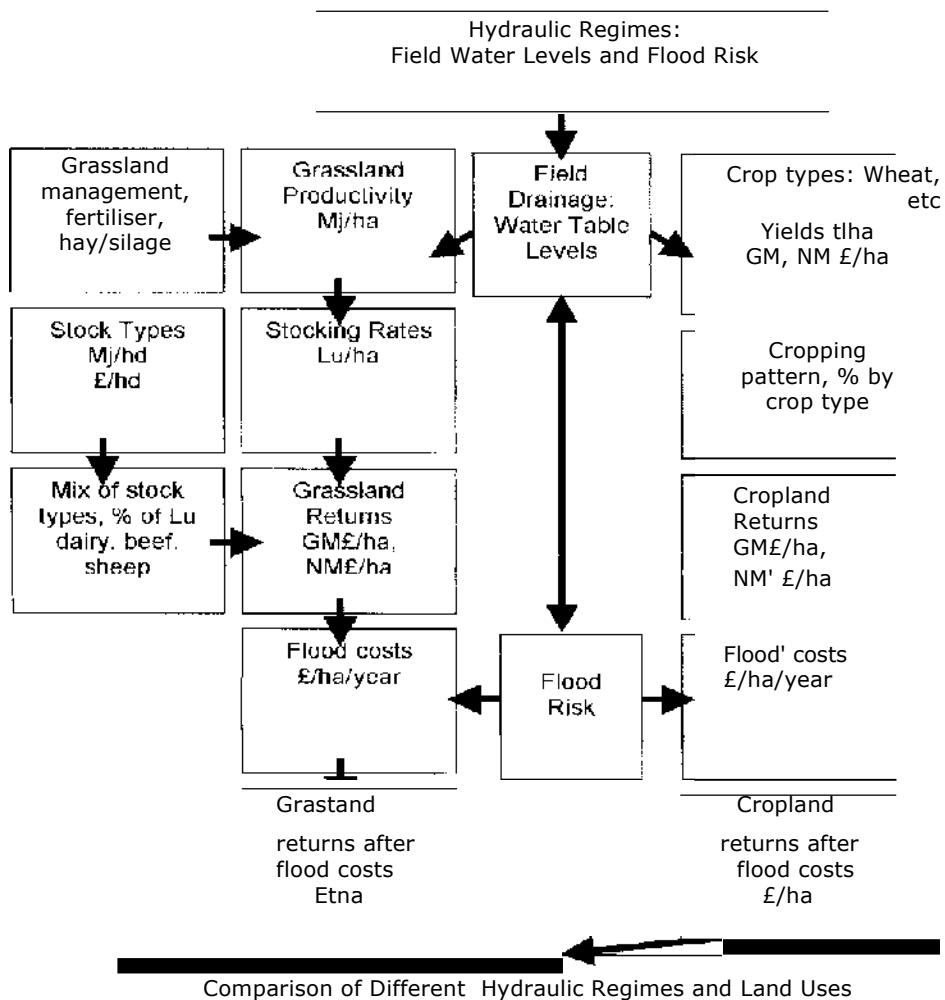 Hydraulic Regimes:
Field Water Levels and Flood Risk
Grassland
management,
fertiliser,
hay/silage
Grassland
Productivity
Mj/ha
Field
Drainage:
Water Table
Levels
Crop types: Wheat,
etc
Yields tlha
GM, NM £/ha
Stock Types
Mj/hd
£/hd
Stocking Rates
Lu/ha
Cropping
pattern, % by
crop type
Mix of stock
types, % of Lu
dairy. beef.
sheep
Grassland
Returns
GM£/ha,
NM£/ha
Cropland
Returns
GM£/ha,
NM' £/ha
Flood costs
£/ha/year
Flood
Risk
Flood' costs
£/ha/year
Grastand
returns after
flood costs
Etna
Cropland
returns after
flood costs
£/ha
Comparison of Different Hydraulic Regimes and Land Uses